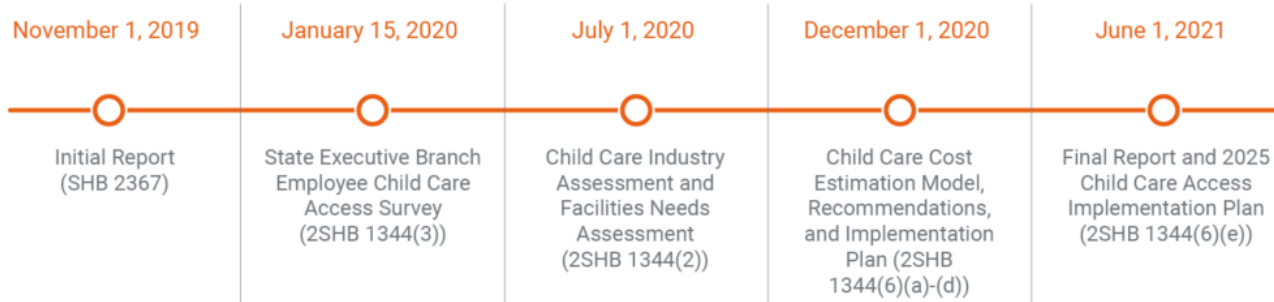 November 1, 2019
Initial Report
(SHB 2367)
January 15, 2020
State Executive Branch
Employee Child Care
Access Survey
(2SHB 1344(3))
July 1, 2020
Child Care Industry
Assessment and
Facilities Needs
Assessment
(2SHB 1344(2))
December 1, 2020
Child Care Cost
Estimation Model,
Recommendations,
and Implementation
Plan (2SHB
1344(6)(a)-(d))
June 1, 2021
Final Report and 2025
Child Care Access
Implementation Plan
(2SHB 1344(6)(e))